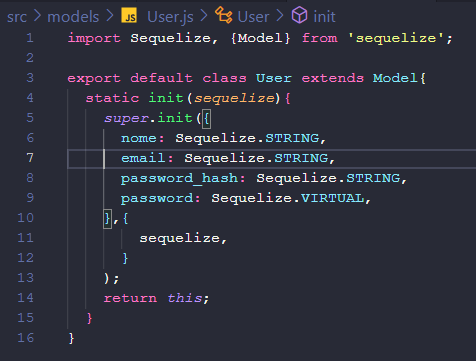 src > models > JS User.js > User > init
1 import Sequelize, {Model} from 'sequelize';
2
3 export default class User extends Model{
4   static init(sequelize){
5     super.init({
6       nome: Sequelize.STRING,
7       email: Sequelize.STRING,
8       password_hash: Sequelize.STRING,
9       password: Sequelize.VIRTUAL,
10     },{
11         sequelize,
12       }
13     );
14     return this;
15   }
16 }